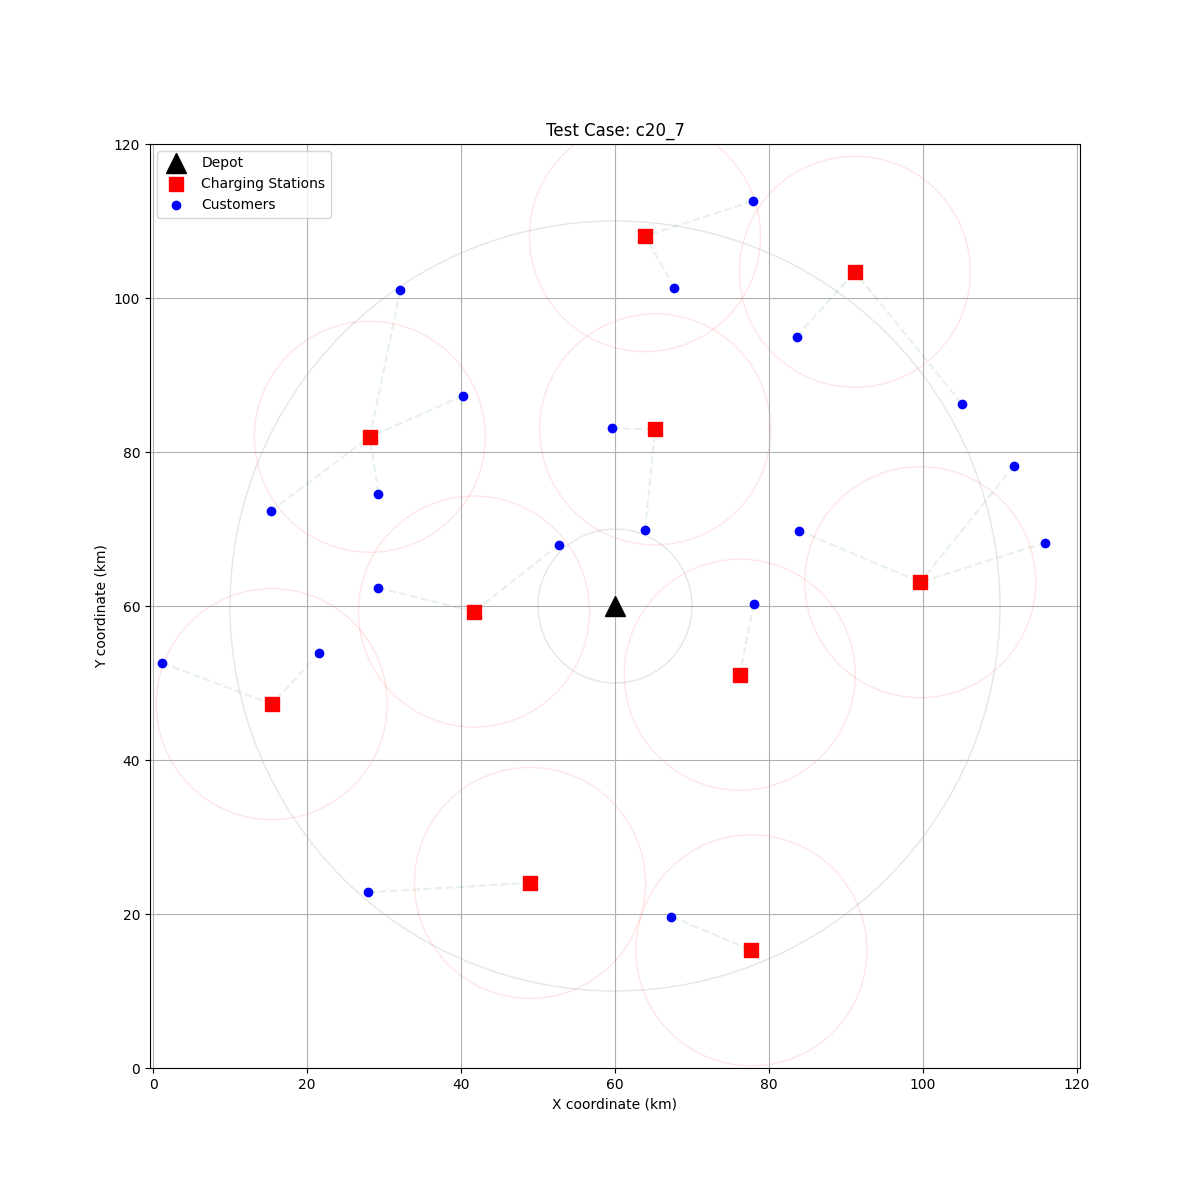 Test Case: c20_7
Depot
Charging Stations
Customers
120
100
80
60
40
20
0
Y coordinate (km)
0 20 40 60 80 100 120
X coordinate (km)